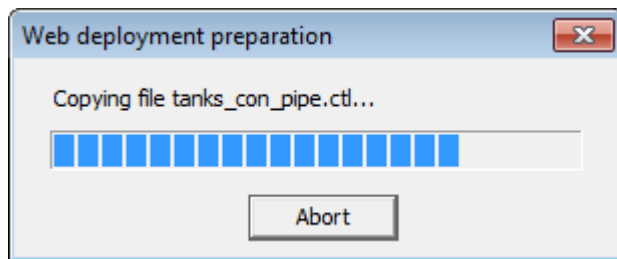 Web deployment preparation
Copying file tanks_con_pipe.ctl...
Abort